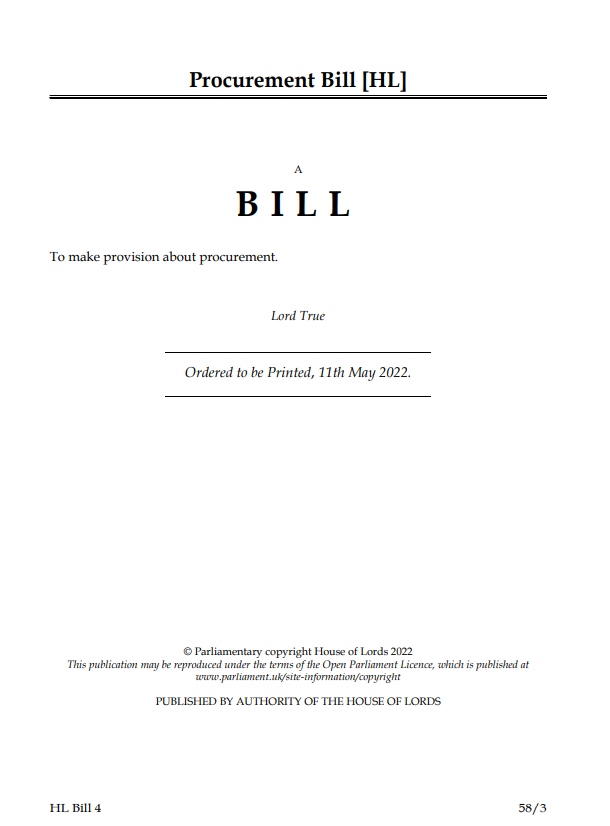 Procurement Bill [HL]
A
BILL
To make provision about procurement.
Lord True
Ordered to be Printed, 11th May 2022.
© Parliamentary copyright House of Lords 2022
This publication may be reproduced under the terms of the Open Parliament Licence, which is published at
www.parliament.uk/site-information/copyright
PUBLISHED BY AUTHORITY OF THE HOUSE OF LORDS
HL Bill 4 58/3